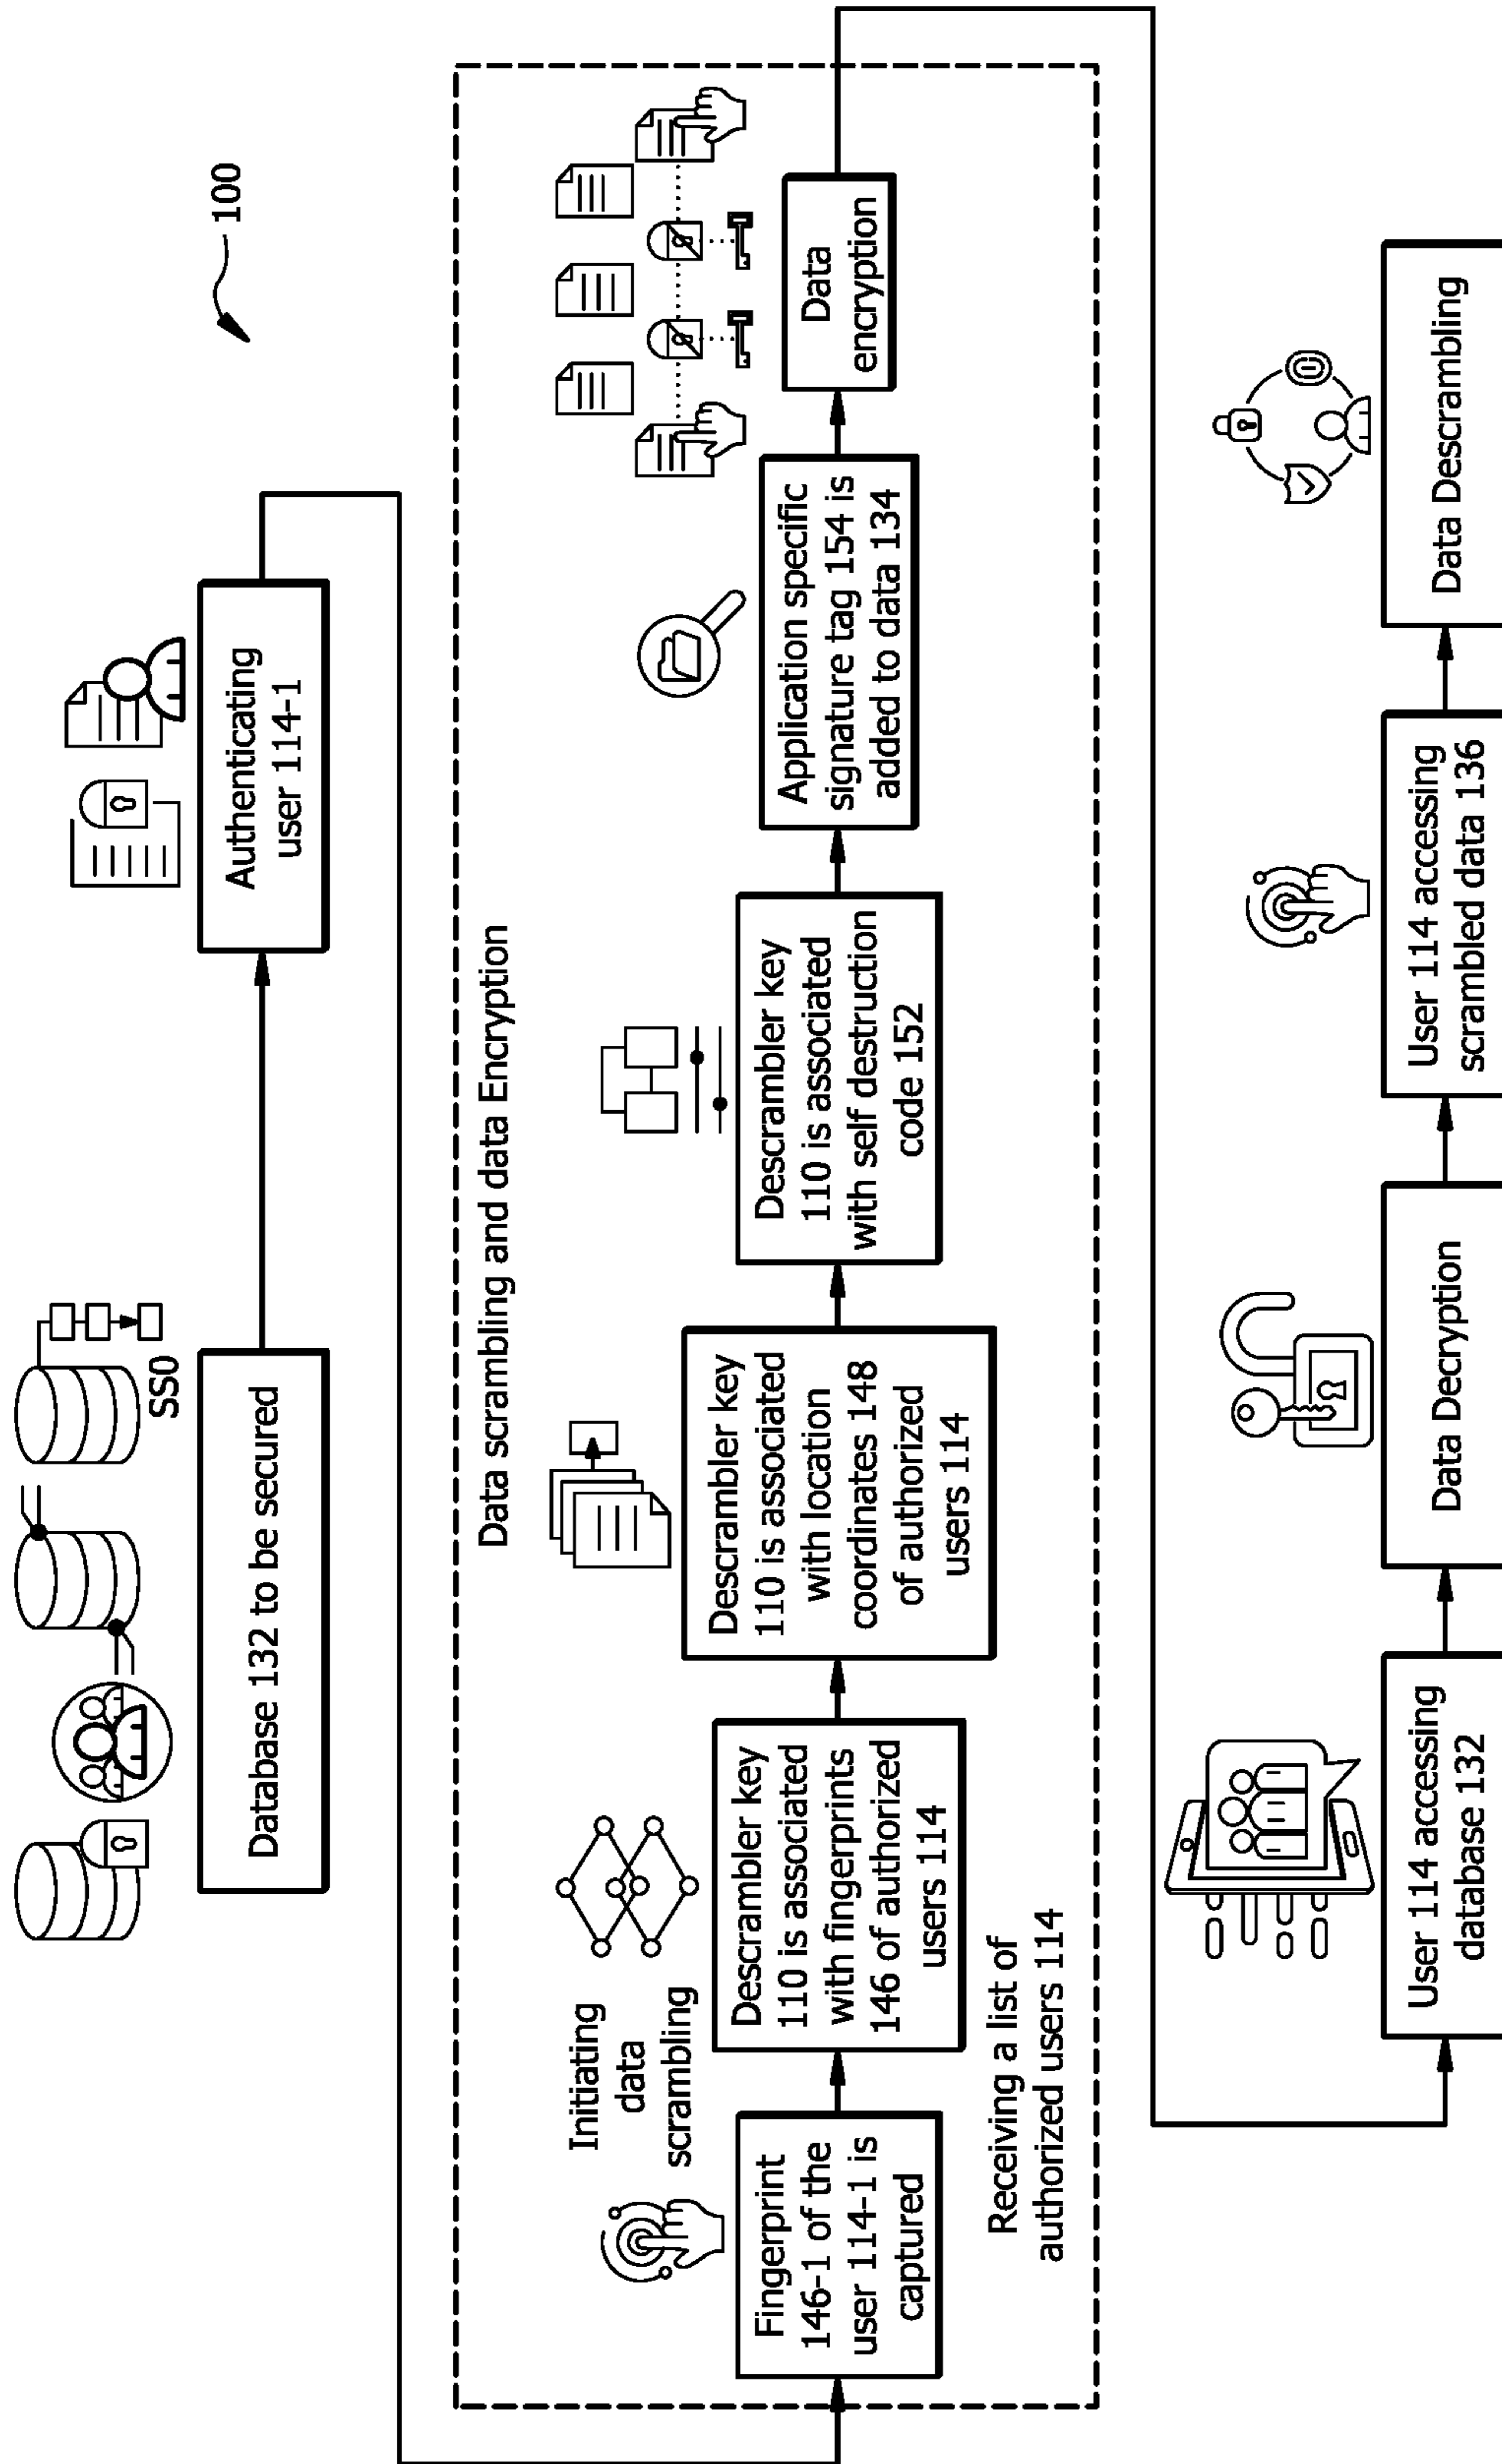 100
SSO
Database 132 to be secured
Authenticating
user 114-1
Data scrambling and data Encryption
Initiating
data
scrambling
Fingerprint
146-1 of the
user 114-1 is
captured
Descrambler key
110 is associated
with fingerprints
146 of authorized
users 114
Descrambler key
110 is associated
with location
coordinates 148
of authorized
users 114
Descrambler key
110 is associated
with self destruction
code 152
Application specific
signature tag 154 is
added to data 134
Data
encryption
Receiving a list of
authorized users 114
User 114 accessing
database 132
Data Decryption
User 114 accessing
scrambled data 136
Data Descrambling